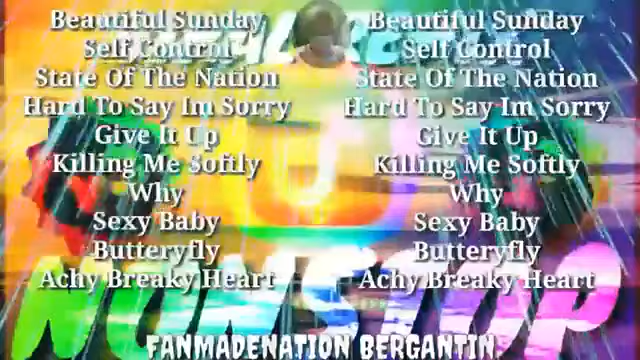 Beautiful Sunday
Self Control
State Of The Nation
Hard To Say Im Sorry
Give It Up
Killing Me Softly
Why
Sexy Baby
Butteryfly
Achy Breaky Heart
Beautiful Sunday
Self Control
State Of The Nation
Hard To Say Im Sorry
Give It Up
Killing Me Softly
Why
Sexy Baby
Butteryfly
Achy Breaky Heart
NONSTOP
FANMADENATION BERGANTIN